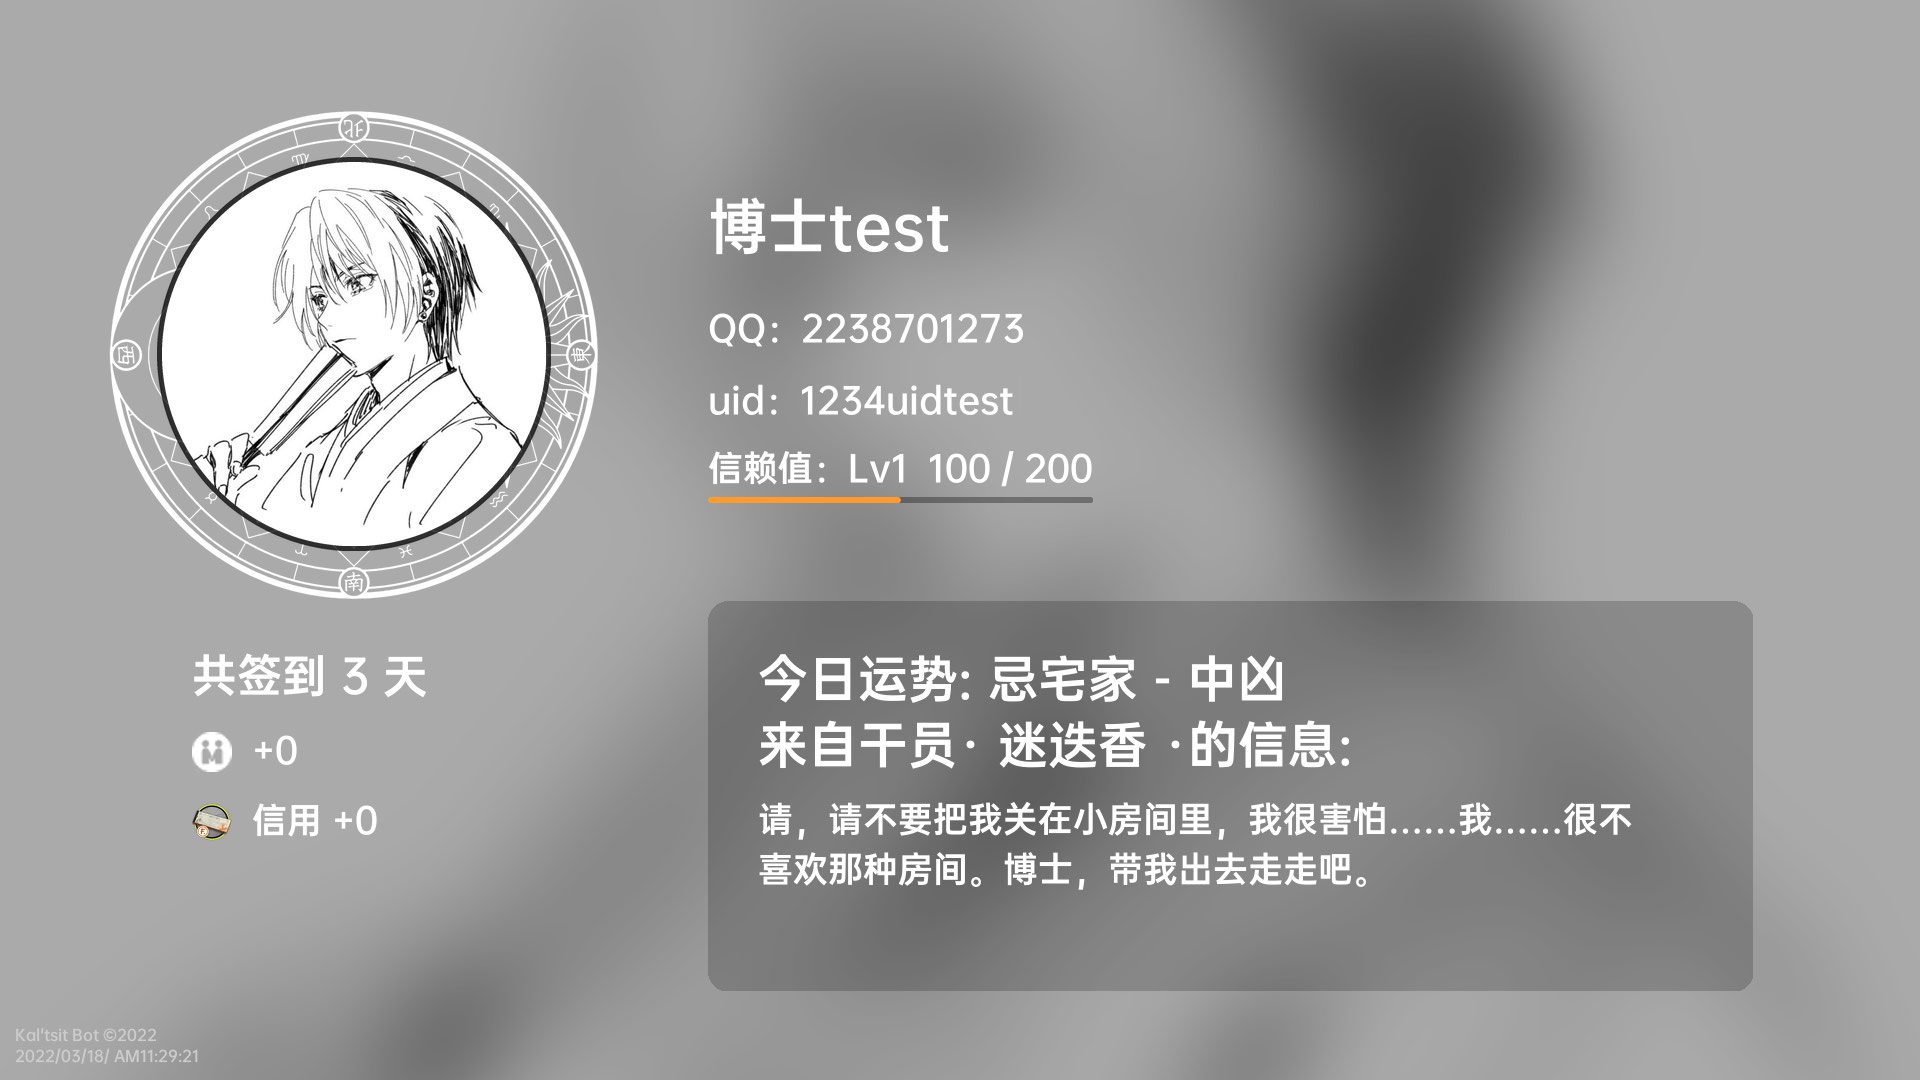 北
西
東
南
博士test
QQ：2238701273
uid：1234uidtest
信赖值：Lv1 100 / 200
共签到 3 天
+0
信用 +0
今日运势: 忌宅家 - 中凶
来自干员· 迷迭香 ·的信息:
请，请不要把我关在小房间里，我很害怕……我……很不
喜欢那种房间。博士，带我出去走走吧。
Kal'tsit Bot ©2022
2022/03/18/ AM11:29:21